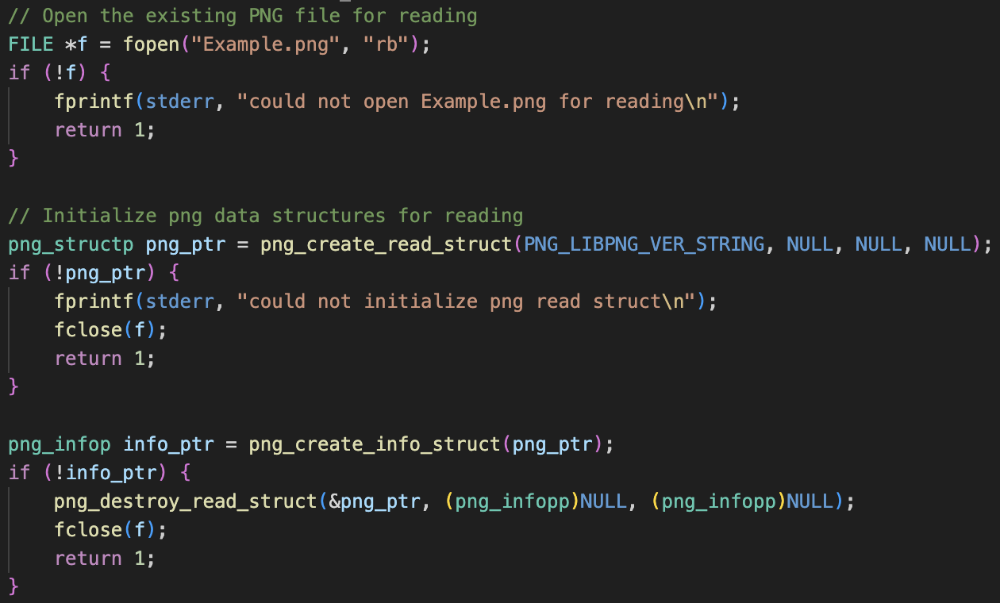 // Open the existing PNG file for reading
FILE *f = fopen("Example.png", "rb");
if (!f) {
    fprintf(stderr, "could not open Example.png for reading\n");
    return 1;
}

// Initialize png data structures for reading
png_structp png_ptr = png_create_read_struct(PNG_LIBPNG_VER_STRING, NULL, NULL, NULL);
if (!png_ptr) {
    fprintf(stderr, "could not initialize png read struct\n");
    fclose(f);
    return 1;
}

png_infop info_ptr = png_create_info_struct(png_ptr);
if (!info_ptr) {
    png_destroy_read_struct(&png_ptr, (png_infopp)NULL, (png_infopp)NULL);
    fclose(f);
    return 1;
}